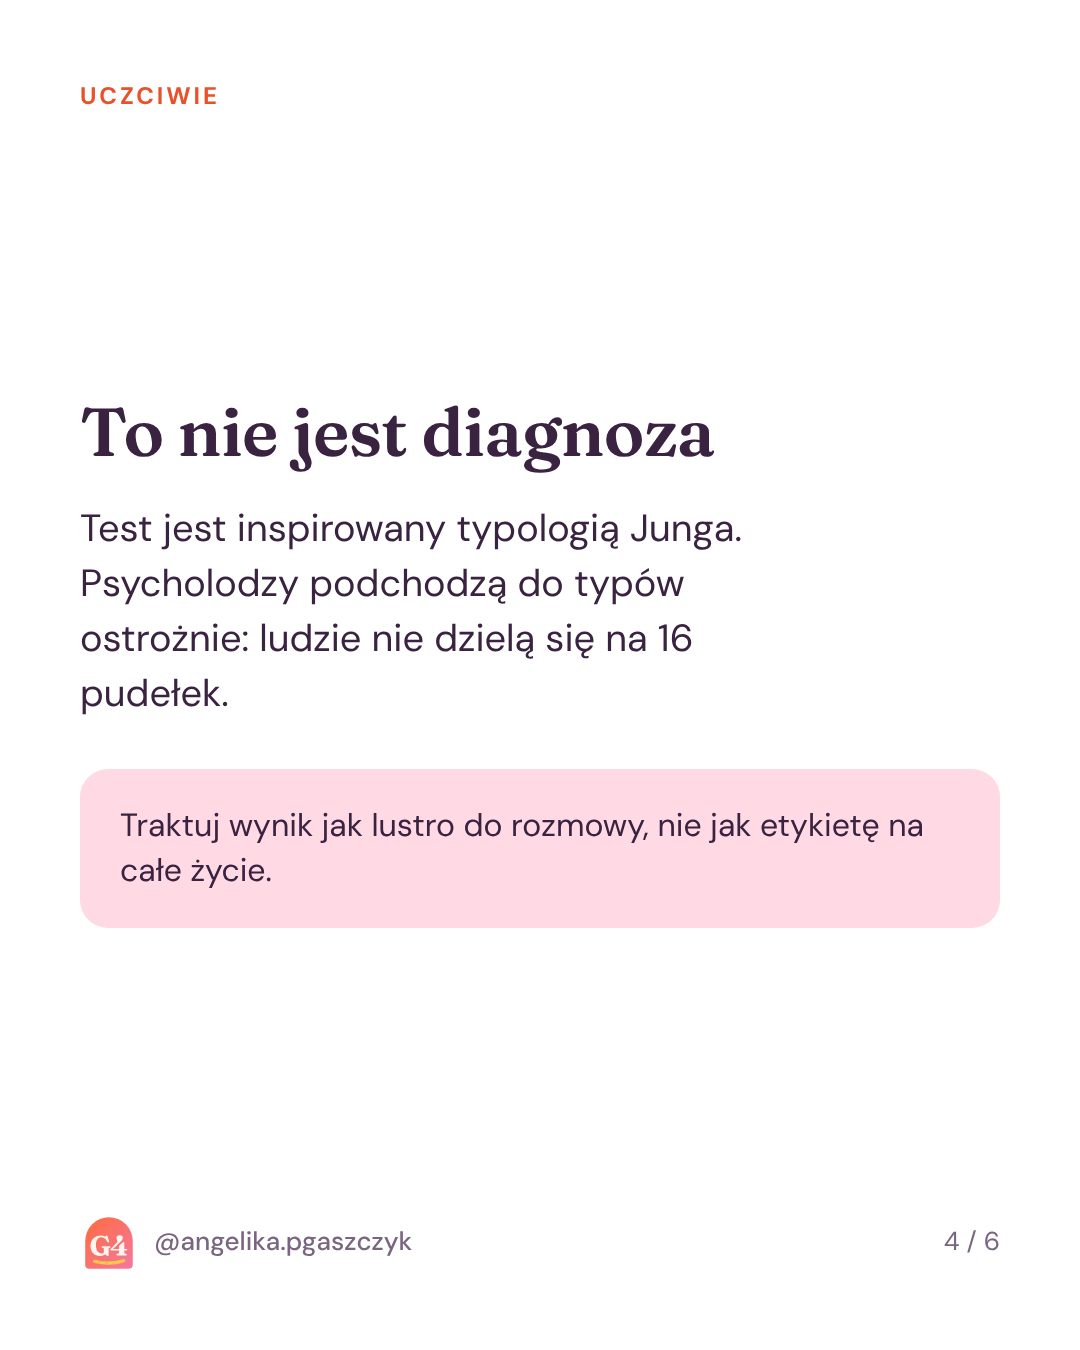 UCZCIWIE
To nie jest diagnoza
Test jest inspirowany typologią Junga.
Psycholodzy podchodzą do typów
ostrożnie: ludzie nie dzielą się na 16
pudełek.
Traktuj wynik jak lustro do rozmowy, nie jak etykietę na
całe życie.
G4 @angelika.pgaszczyk 4 / 6